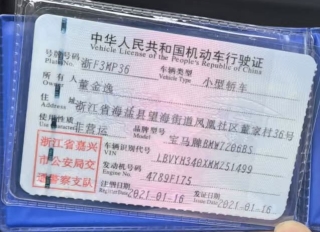 中华人民共和国机动车行驶证
Vehicle License of the People's Republic of China
号牌号码 浙F3MP36 车辆类型 小型轿车
Plate No. Vehicle Type
所有人 董金逸
住址 浙江省海盐县望海街道凤凰社区董家村36号
使用性质 非营运 品牌型号 宝马牌BMW7206BS
浙江省嘉兴 车辆识别代号 LBVYH340XMMZ51499
VIN
市公安局交 发动机号码 4789F175
Engine No.
通警察支队 注册日期 2021-01-16 发证日期 2021-01-16